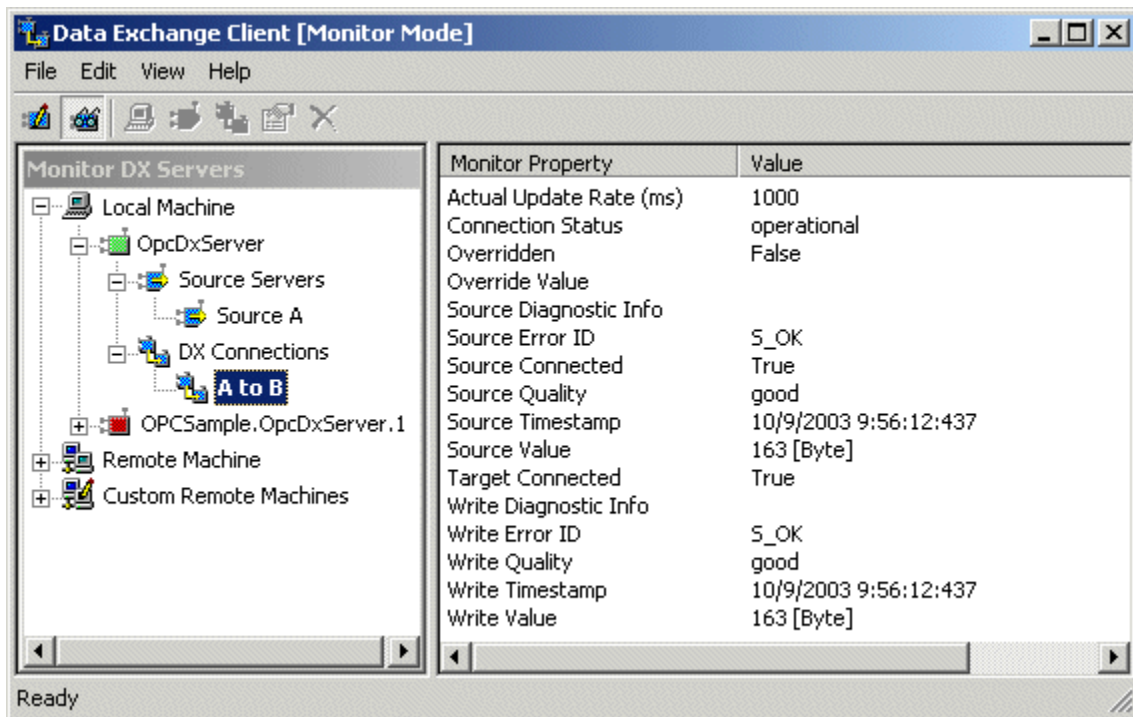 Data Exchange Client [Monitor Mode]
File Edit View Help
Monitor DX Servers
Local Machine
OpcDxServer
Source Servers
Source A
DX Connections
A to B
OPCSample.OpcDxServer.1
Remote Machine
Custom Remote Machines
Monitor Property Value
Actual Update Rate (ms) 1000
Connection Status operational
Overridden False
Override Value
Source Diagnostic Info
Source Error ID S_OK
Source Connected True
Source Quality good
Source Timestamp 10/9/2003 9:56:12:437
Source Value 163 [Byte]
Target Connected True
Write Diagnostic Info
Write Error ID S_OK
Write Quality good
Write Timestamp 10/9/2003 9:56:12:437
Write Value 163 [Byte]
Ready